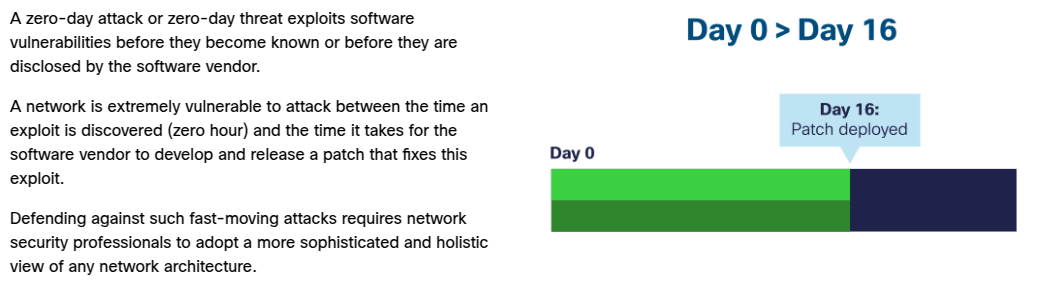 A zero-day attack or zero-day threat exploits software
vulnerabilities before they become known or before they are
disclosed by the software vendor.
A network is extremely vulnerable to attack between the time an
exploit is discovered (zero hour) and the time it takes for the
software vendor to develop and release a patch that fixes this
exploit.
Defending against such fast-moving attacks requires network
security professionals to adopt a more sophisticated and holistic
view of any network architecture.
Day 0 > Day 16
Day 16:
Patch deployed
Day 0